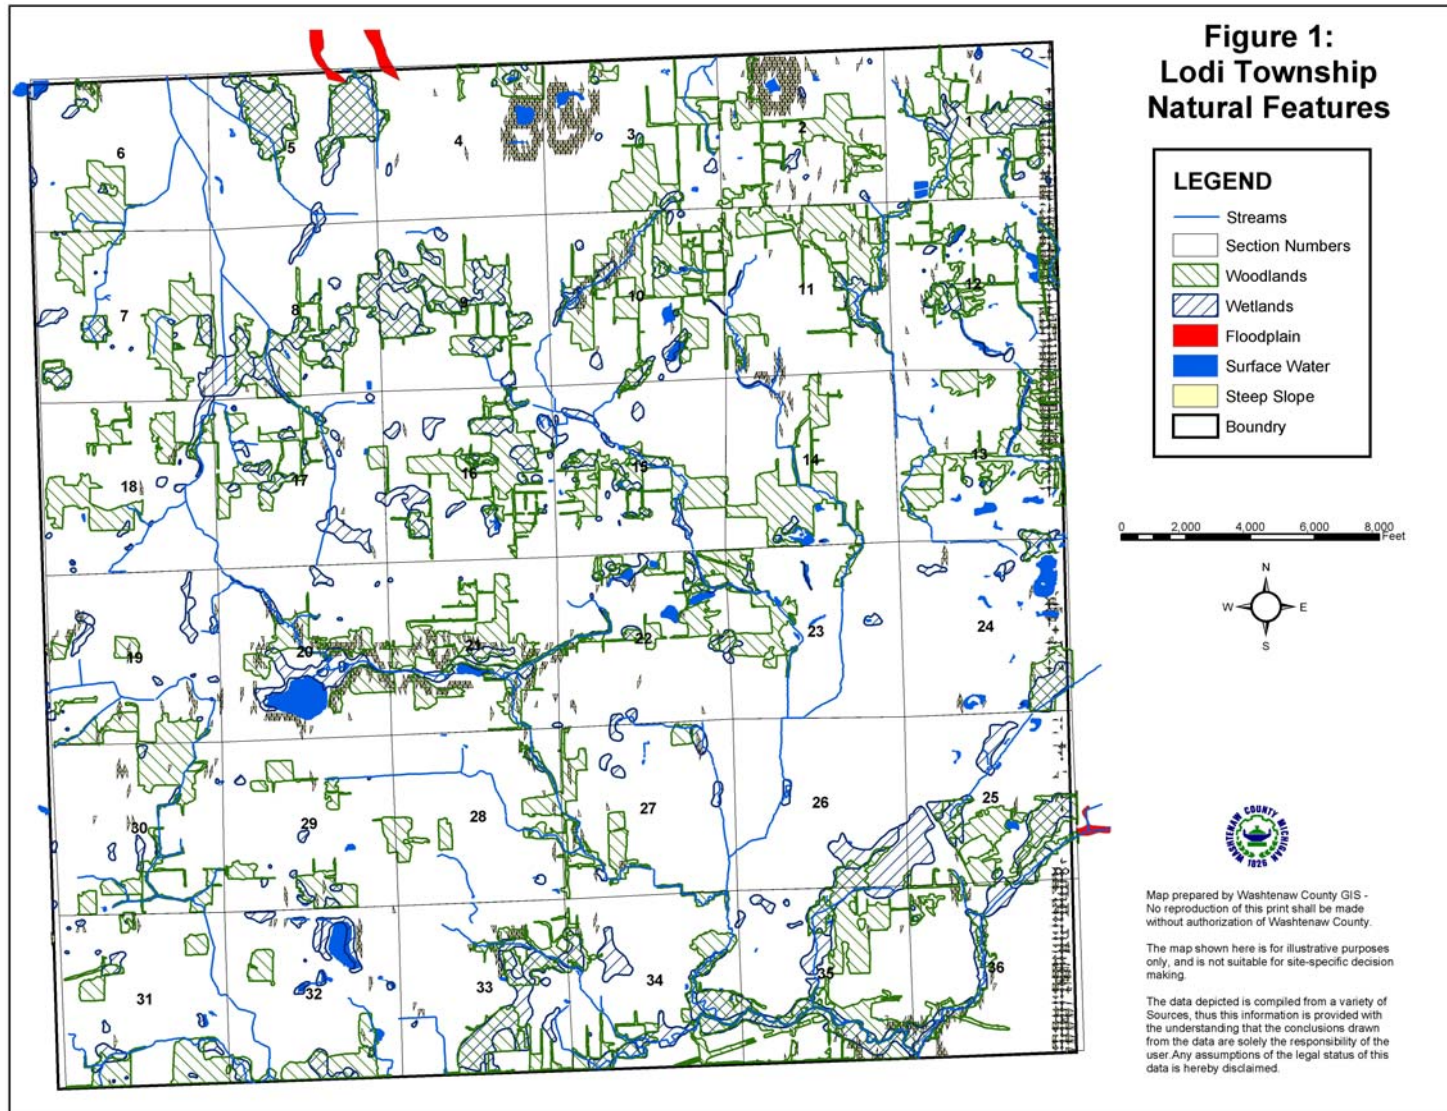 Figure 1:
Lodi Township
Natural Features
LEGEND
Streams
Section Numbers
Woodlands
Wetlands
Floodplain
Surface Water
Steep Slope
Boundry
0 2,000 4,000 6,000 8,000
Feet
N
W E
S
WASHTENAW COUNTY MICHIGAN
1826
Map prepared by Washtenaw County GIS -
No reproduction of this print shall be made
without authorization of Washtenaw County.
The map shown here is for illustrative purposes
only, and is not suitable for site-specific decision
making.
The data depicted is compiled from a variety of
Sources, thus this information is provided with
the understanding that the conclusions drawn
from the data are solely the responsibility of the
user.Any assumptions of the legal status of this
data is hereby disclaimed.
6 5 4 3 2 1
7 8 9 10 11 12
18 17 16 15 14 13
19 20 21 22 23 24
30 29 28 27 26 25
31 32 33 34 35 36